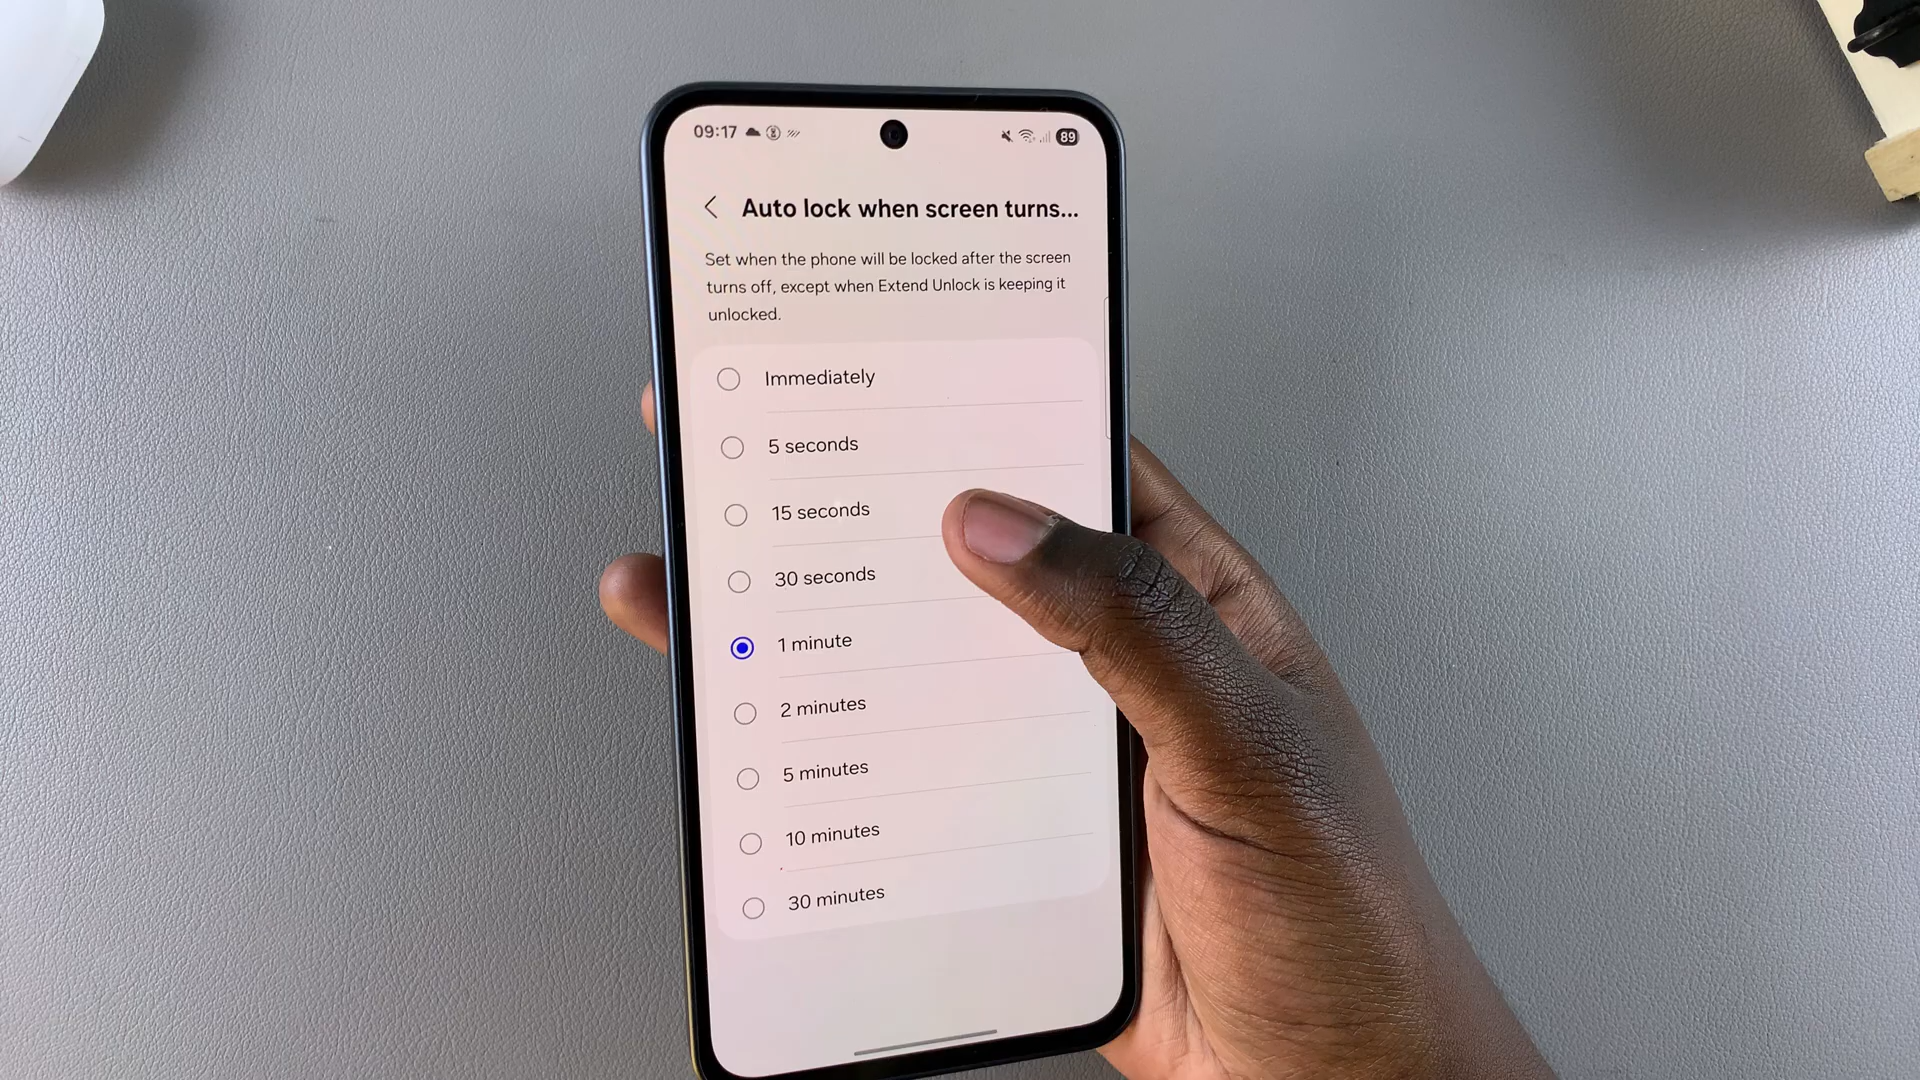 09:17
89
Auto lock when screen turns...
Set when the phone will be locked after the screen
turns off, except when Extend Unlock is keeping it
unlocked.
Immediately
5 seconds
15 seconds
30 seconds
1 minute
2 minutes
5 minutes
10 minutes
30 minutes